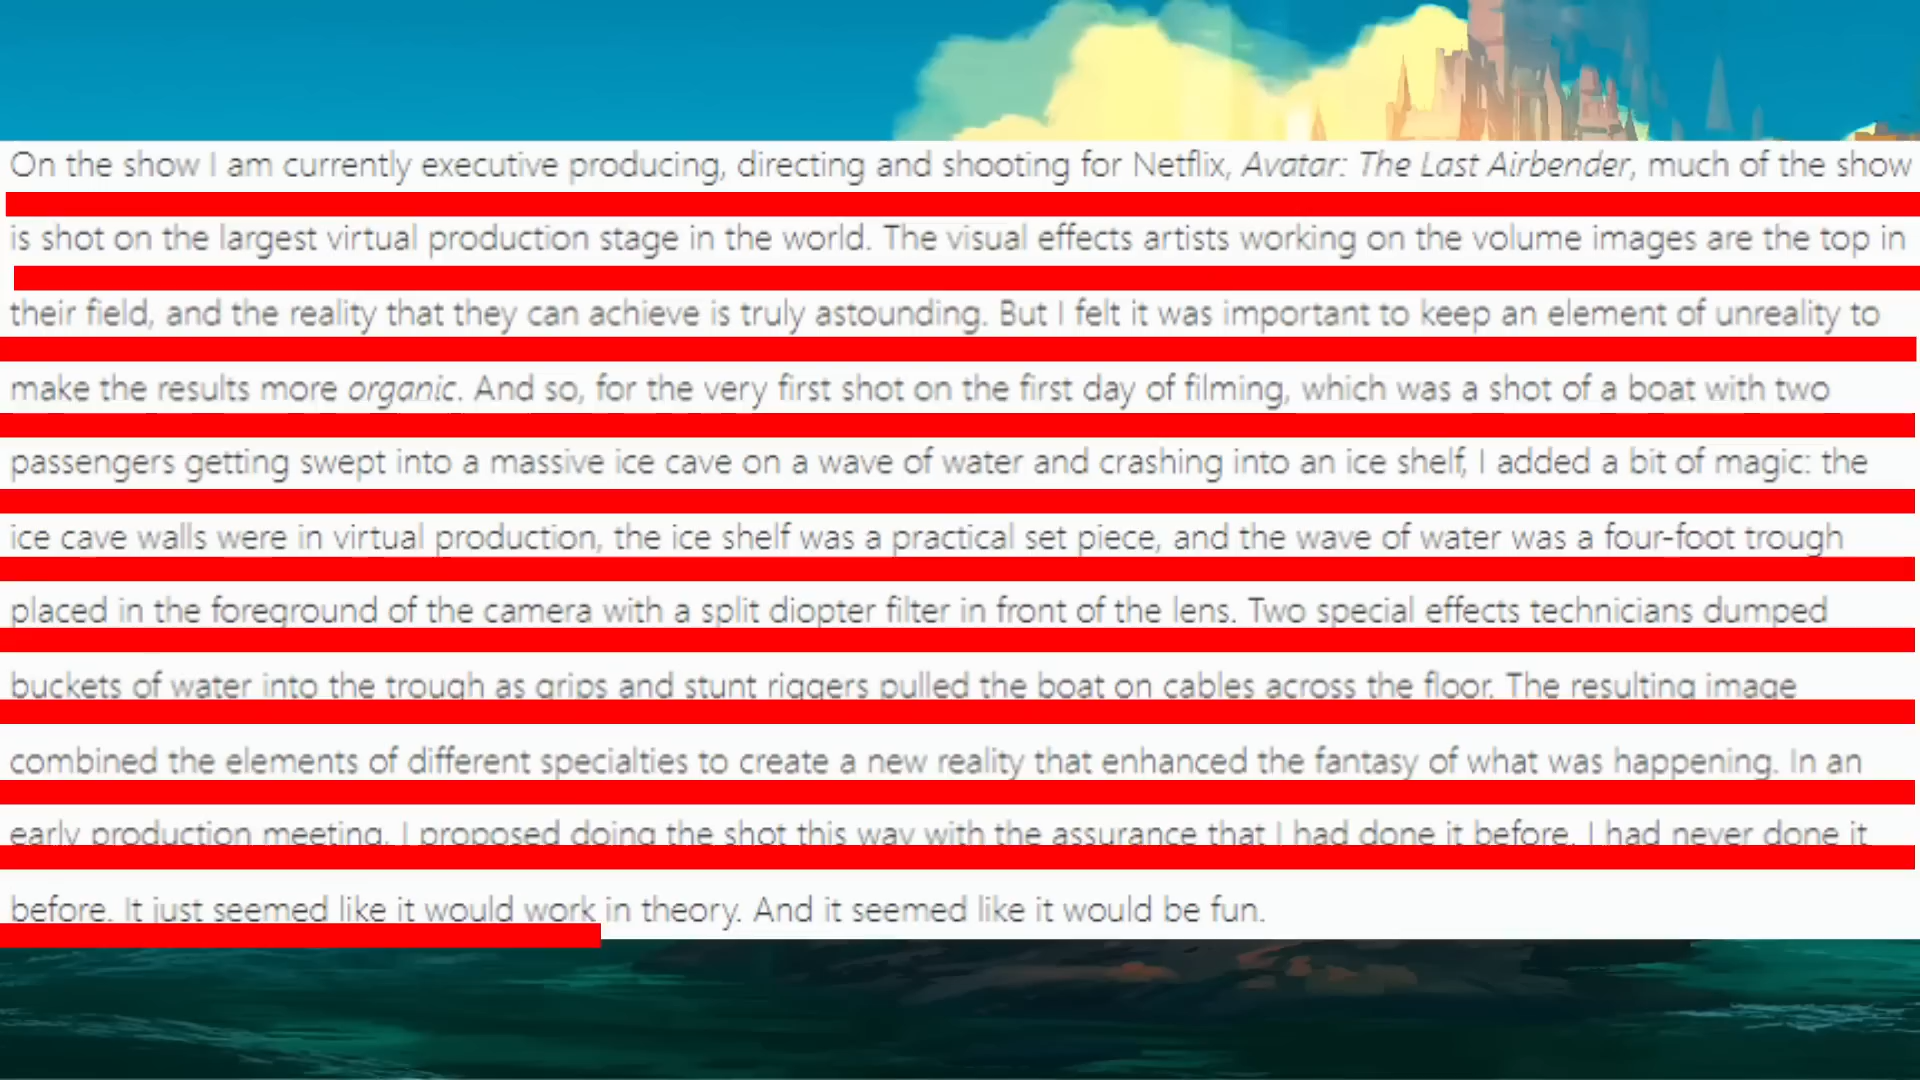 On the show I am currently executive producing, directing and shooting for Netflix, Avatar: The Last Airbender, much of the show
is shot on the largest virtual production stage in the world. The visual effects artists working on the volume images are the top in
their field, and the reality that they can achieve is truly astounding. But I felt it was important to keep an element of unreality to
make the results more organic. And so, for the very first shot on the first day of filming, which was a shot of a boat with two
passengers getting swept into a massive ice cave on a wave of water and crashing into an ice shelf, I added a bit of magic: the
ice cave walls were in virtual production, the ice shelf was a practical set piece, and the wave of water was a four-foot trough
placed in the foreground of the camera with a split diopter filter in front of the lens. Two special effects technicians dumped
buckets of water into the trough as grips and stunt riggers pulled the boat on cables across the floor. The resulting image
combined the elements of different specialties to create a new reality that enhanced the fantasy of what was happening. In an
early production meeting, I proposed doing the shot this way with the assurance that I had done it before. I had never done it
before. It just seemed like it would work in theory. And it seemed like it would be fun.